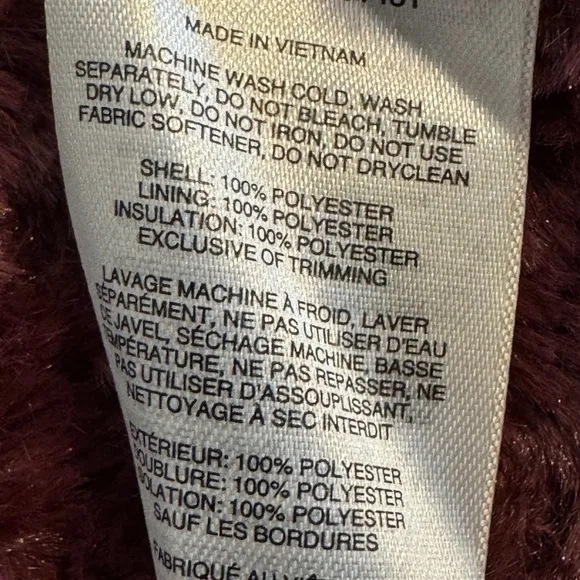 MADE IN VIETNAM
MACHINE WASH COLD, WASH
SEPARATELY, DO NOT BLEACH, TUMBLE
DRY LOW, DO NOT IRON, DO NOT USE
FABRIC SOFTENER, DO NOT DRYCLEAN
SHELL: 100% POLYESTER
LINING: 100% POLYESTER
INSULATION: 100% POLYESTER
EXCLUSIVE OF TRIMMING
LAVAGE MACHINE À FROID, LAVER
SÉPARÉMENT, NE PAS UTILISER D'EAU
DE JAVEL, SÉCHAGE MACHINE, BASSE
TEMPÉRATURE, NE PAS REPASSER, NE
PAS UTILISER D'ASSOUPLISSANT,
NETTOYAGE À SEC INTERDIT
EXTÉRIEUR: 100% POLYESTER
DOUBLURE: 100% POLYESTER
ISOLATION: 100% POLYESTER
SAUF LES BORDURES
FABRIQUÉ AU